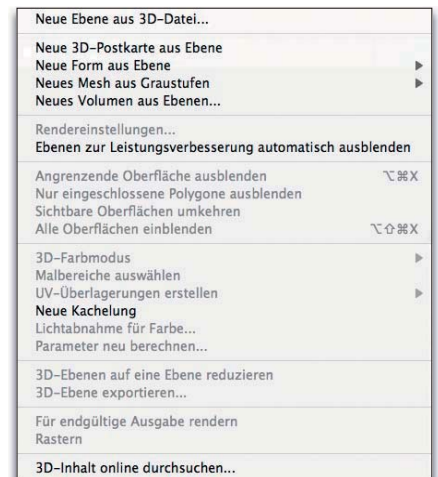 Neue Ebene aus 3D-Datei...
Neue 3D-Postkarte aus Ebene
Neue Form aus Ebene
Neues Mesh aus Graustufen
Neues Volumen aus Ebenen...
Rendereinstellungen...
Ebenen zur Leistungsverbesserung automatisch ausblenden
Angrenzende Oberfläche ausblenden ⌥⌘X
Nur eingeschlossene Polygone ausblenden
Sichtbare Oberflächen umkehren
Alle Oberflächen einblenden ⌥⇧⌘X
3D-Farbmodus
Malbereiche auswählen
UV-Überlagerungen erstellen
Neue Kachelung
Lichtabnahme für Farbe...
Parameter neu berechnen...
3D-Ebenen auf eine Ebene reduzieren
3D-Ebene exportieren...
Für endgültige Ausgabe rendern
Rastern
3D-Inhalt online durchsuchen...